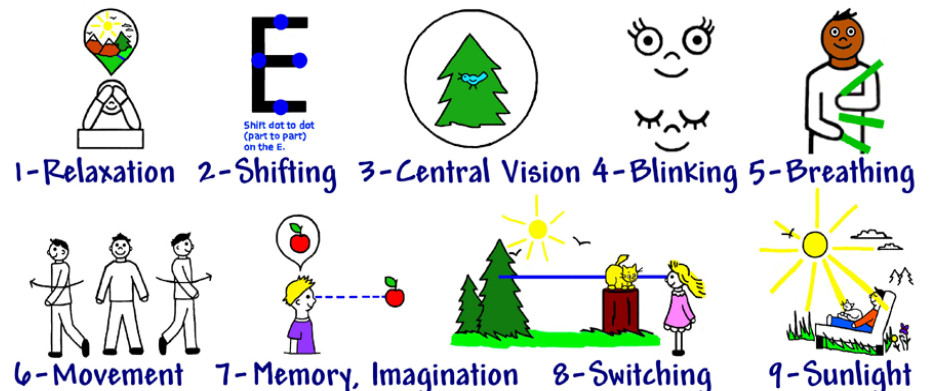 E
Shift dot to dot
(part to part)
on the E.
1-Relaxation 2-Shifting 3-Central Vision 4-Blinking 5-Breathing
6-Movement 7-Memory, Imagination 8-Switching 9-Sunlight